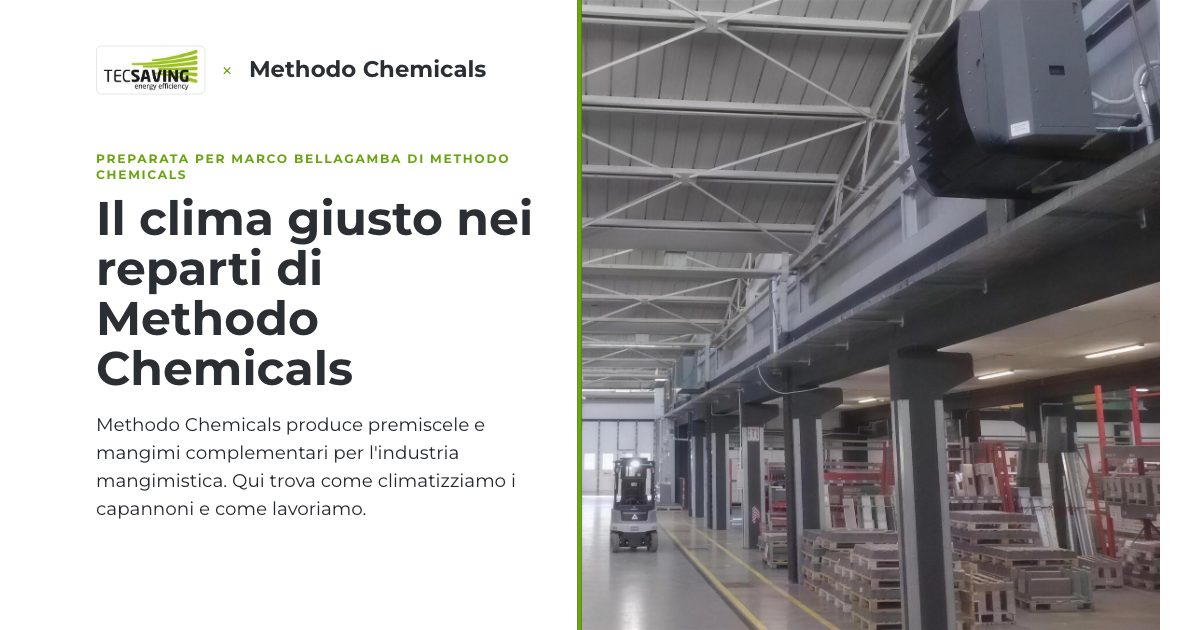 TECSAVING
energy efficiency
× Methodo Chemicals
PREPARATA PER MARCO BELLAGAMBA DI METHODO
CHEMICALS
Il clima giusto nei
reparti di
Methodo
Chemicals
Methodo Chemicals produce premiscele e
mangimi complementari per l'industria
mangimistica. Qui trova come climatizziamo i
capannoni e come lavoriamo.